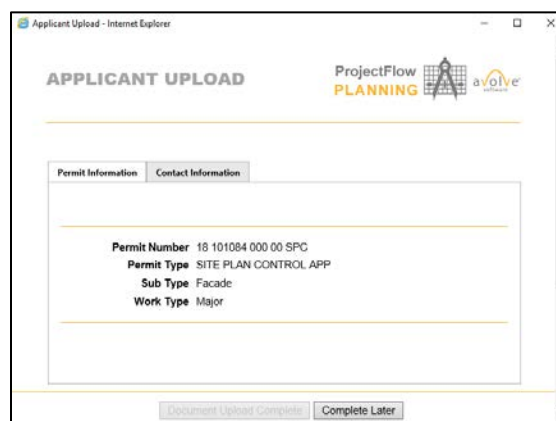 Applicant Upload - Internet Explorer
APPLICANT UPLOAD
ProjectFlow
PLANNING
avolve
software
Permit Information Contact Information
Permit Number 18 101084 000 00 SPC
Permit Type SITE PLAN CONTROL APP
Sub Type Facade
Work Type Major
Document Upload Complete Complete Later